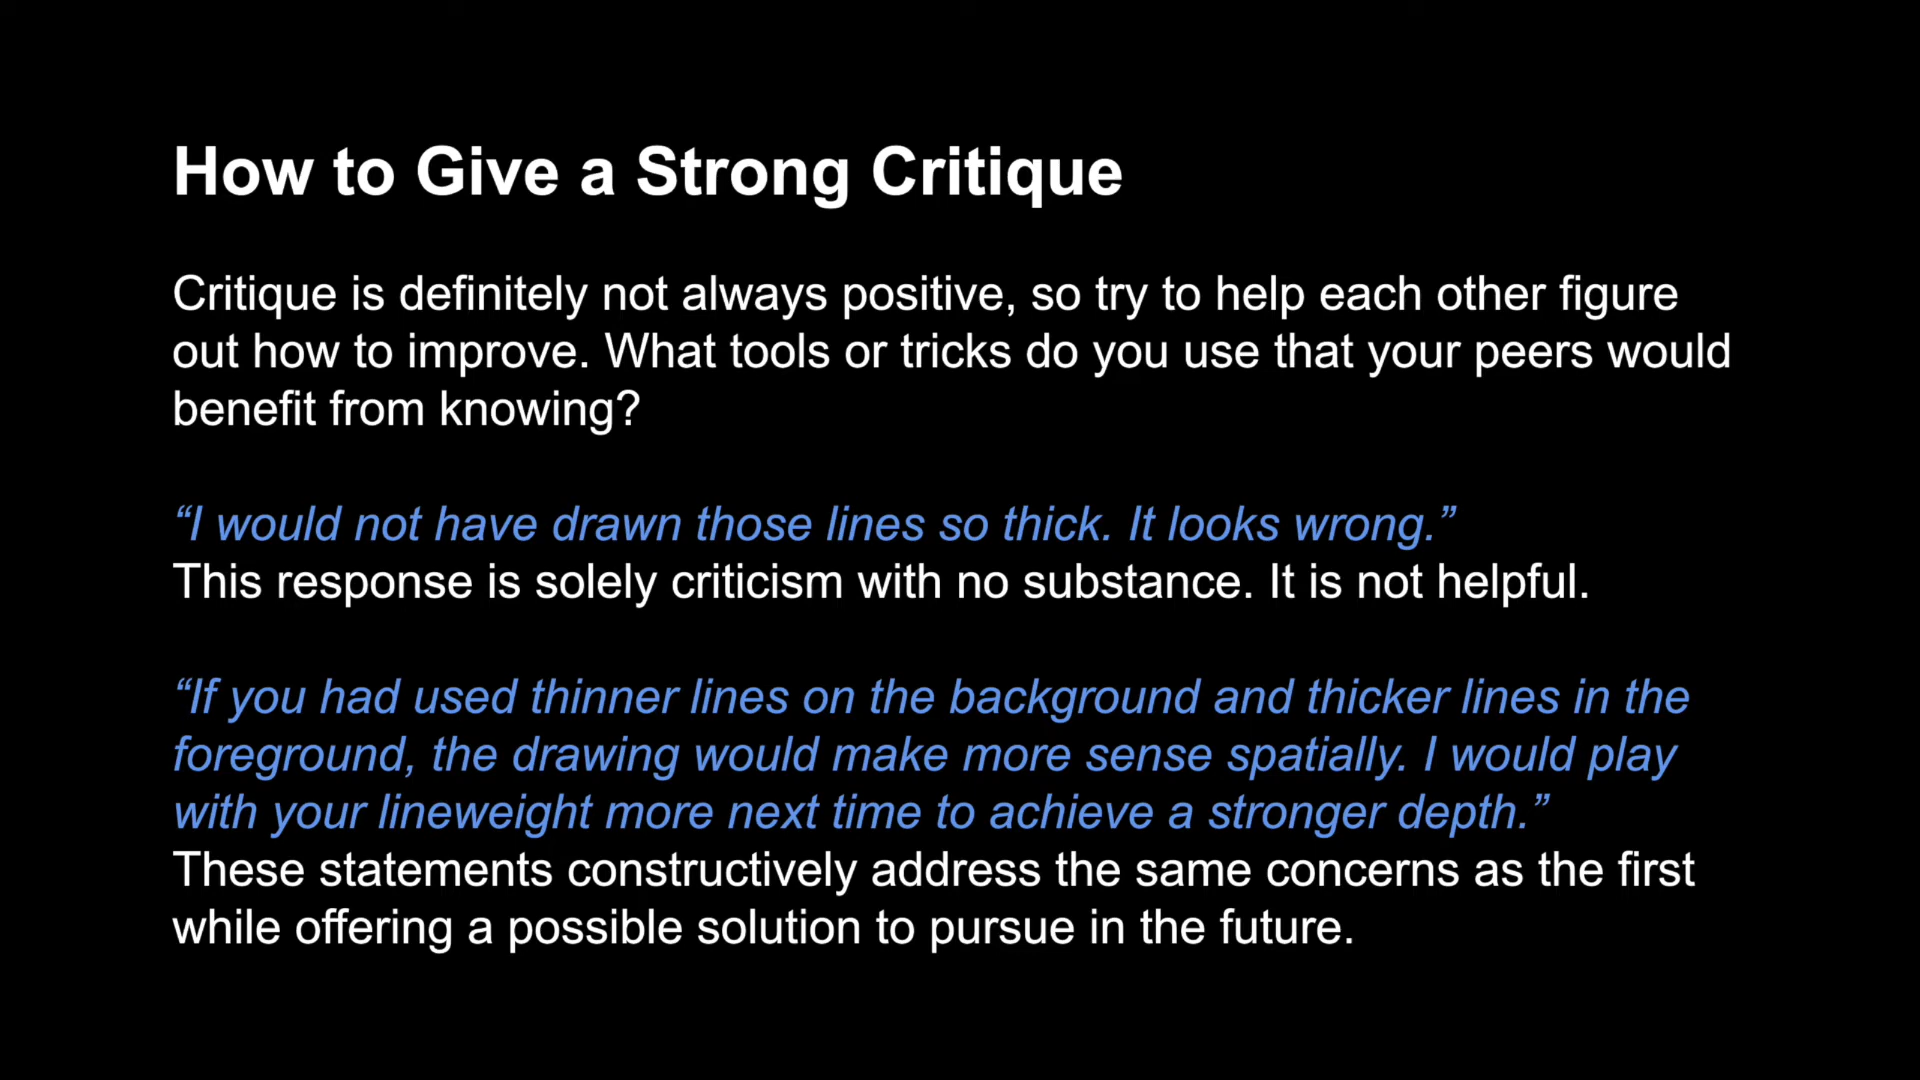 How to Give a Strong Critique
Critique is definitely not always positive, so try to help each other figure
out how to improve. What tools or tricks do you use that your peers would
benefit from knowing?
“I would not have drawn those lines so thick. It looks wrong.”
This response is solely criticism with no substance. It is not helpful.
“If you had used thinner lines on the background and thicker lines in the
foreground, the drawing would make more sense spatially. I would play
with your lineweight more next time to achieve a stronger depth.”
These statements constructively address the same concerns as the first
while offering a possible solution to pursue in the future.